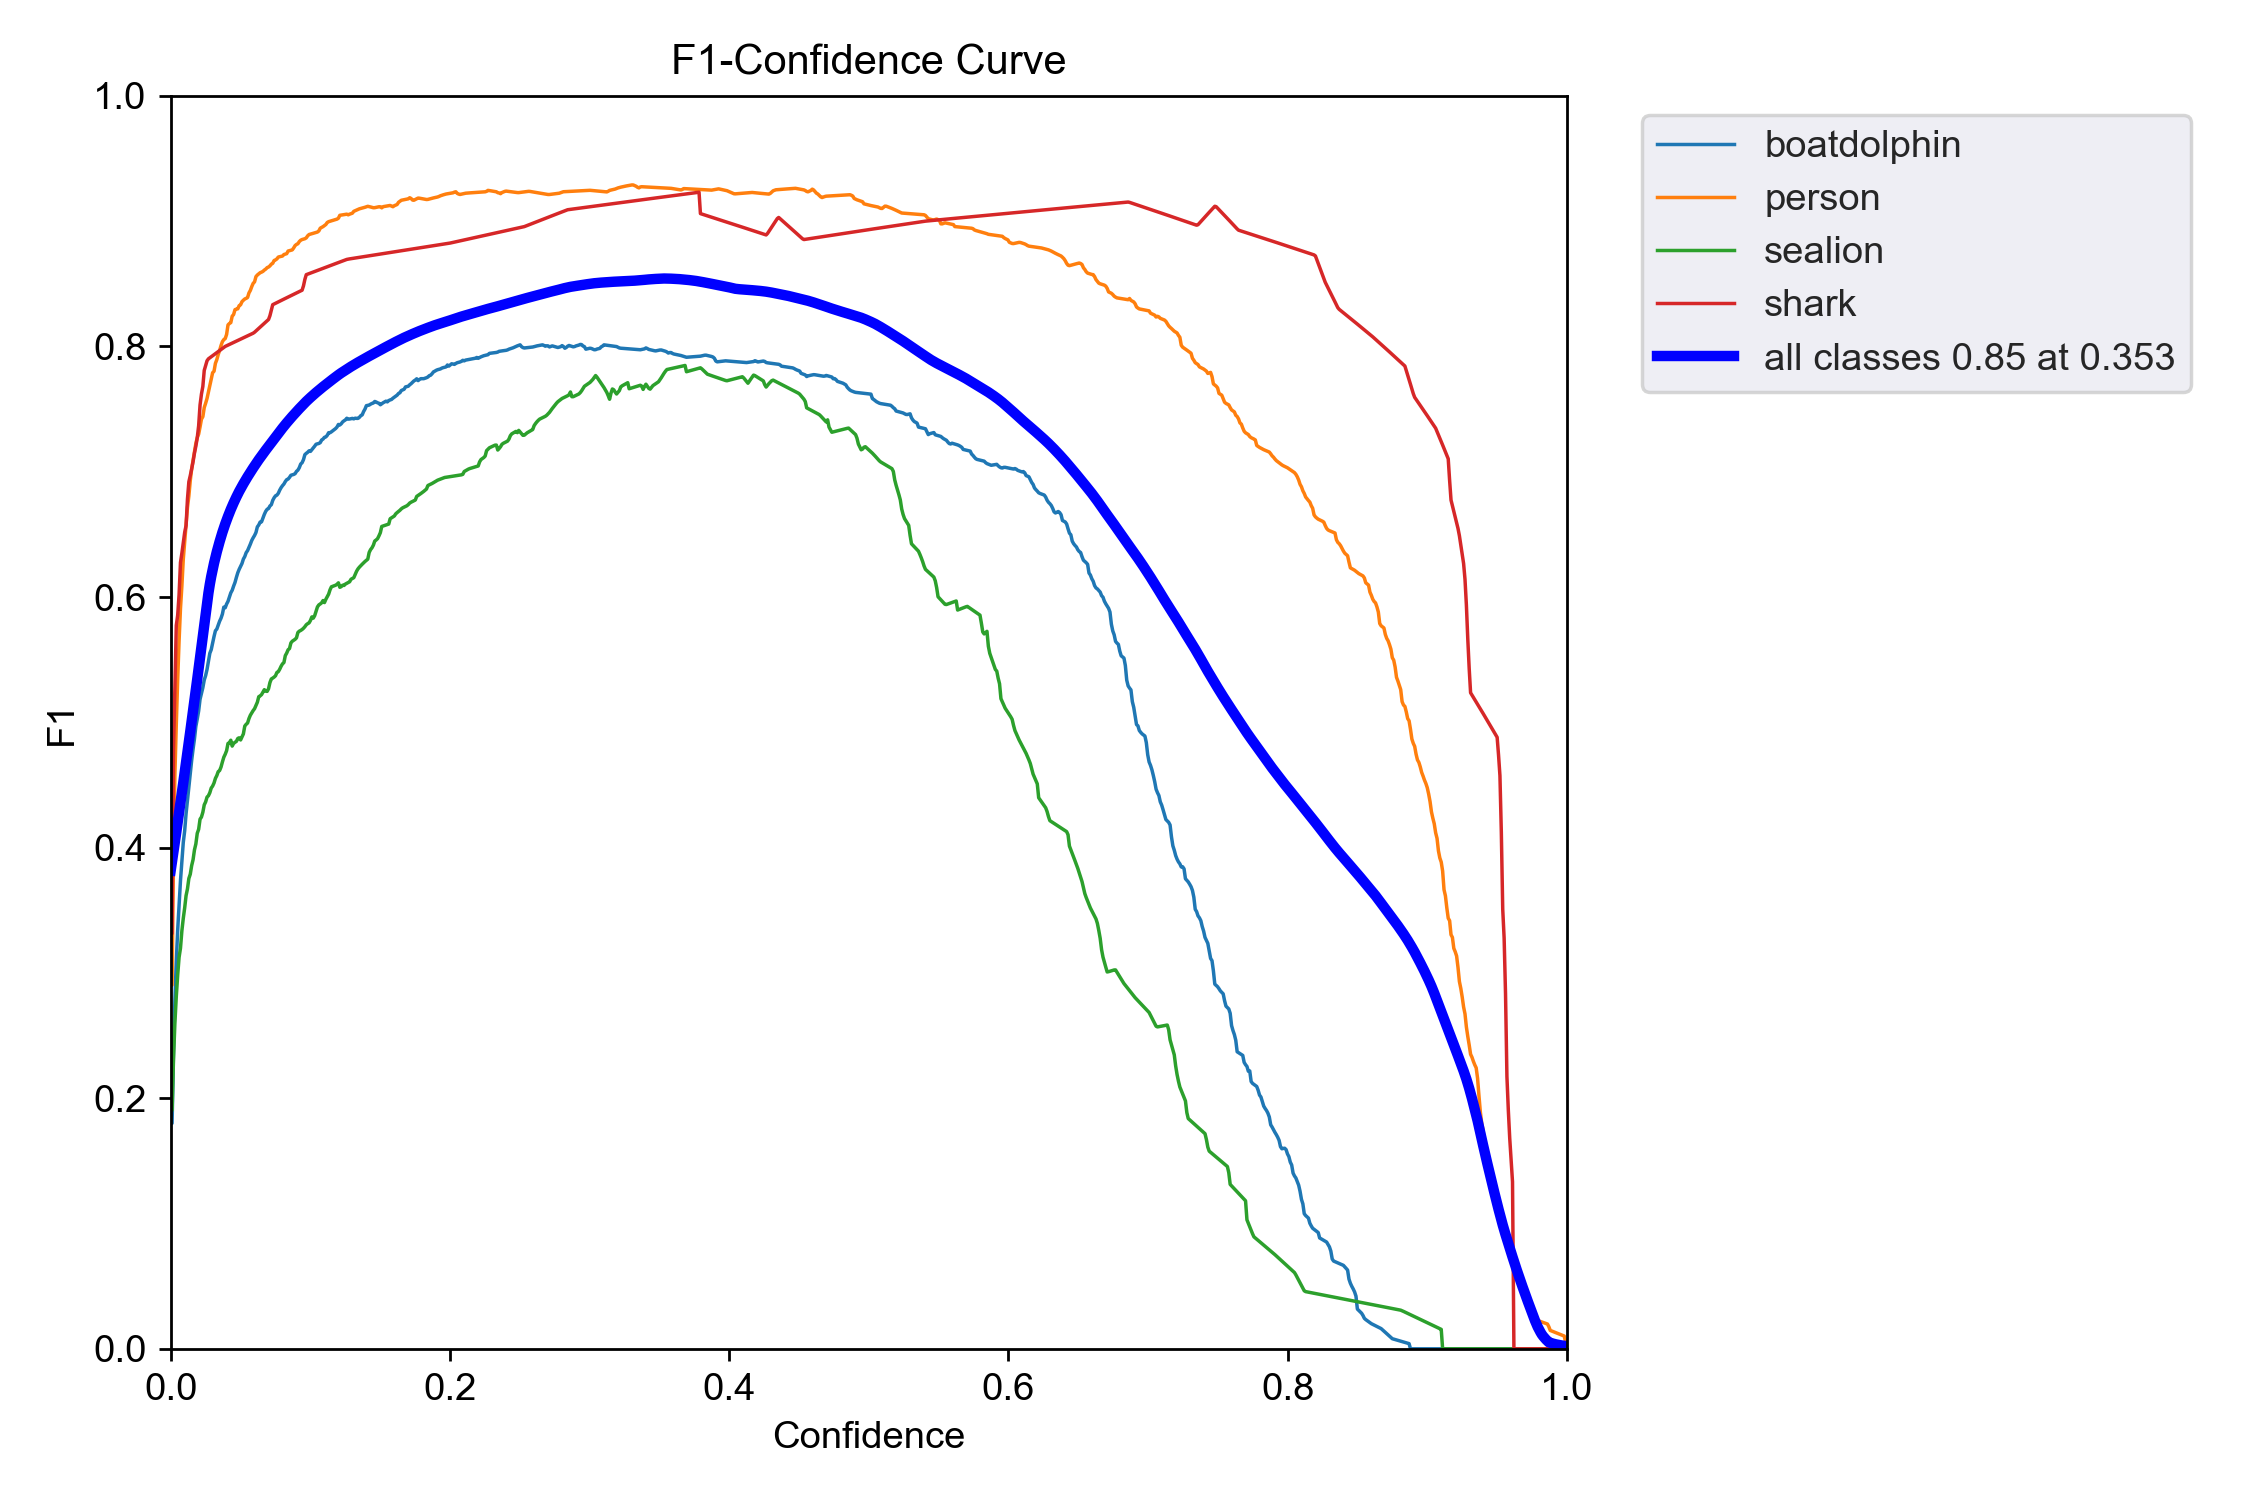 F1-Confidence Curve
1.0
0.8
0.6
0.4
0.2
0.0
F1
0.0 0.2 0.4 0.6 0.8 1.0
Confidence
boatdolphin
person
sealion
shark
all classes 0.85 at 0.353